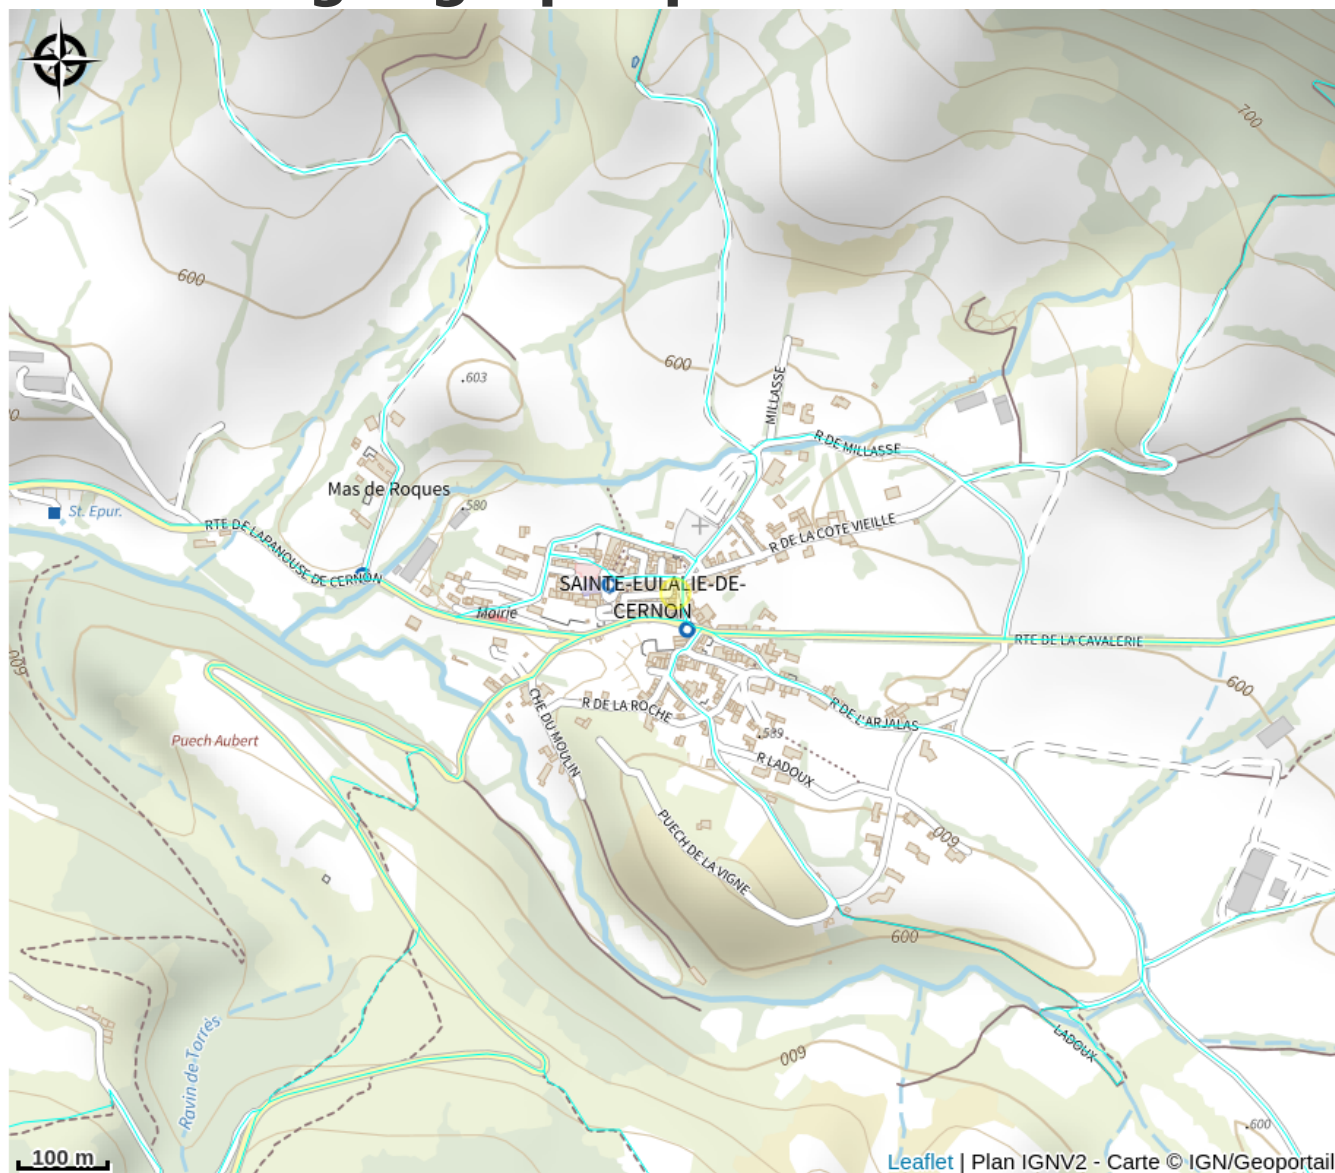 700
600
600
.603
MILLASSE
R DE MILLASSE
Mas de Roques
.580
St. Epur.
RTE DE LAPANOUSE DE CERNON
R DE LA COTE VIEILLE
SAINTE-EULALIE-DE-
CERNON
Mairie
RTE DE LA CAVALERIE
600
600
CHE DU MOULIN
R DE LA ROCHE
R DE L'ARJALAS
.589
Puech Aubert
R LADOUX
PUECH DE LA VIGNE
600
600
Ravin de Torrès
LADOUX
600
.600
100 m
Leaflet | Plan IGNV2 - Carte © IGN/Geoportail